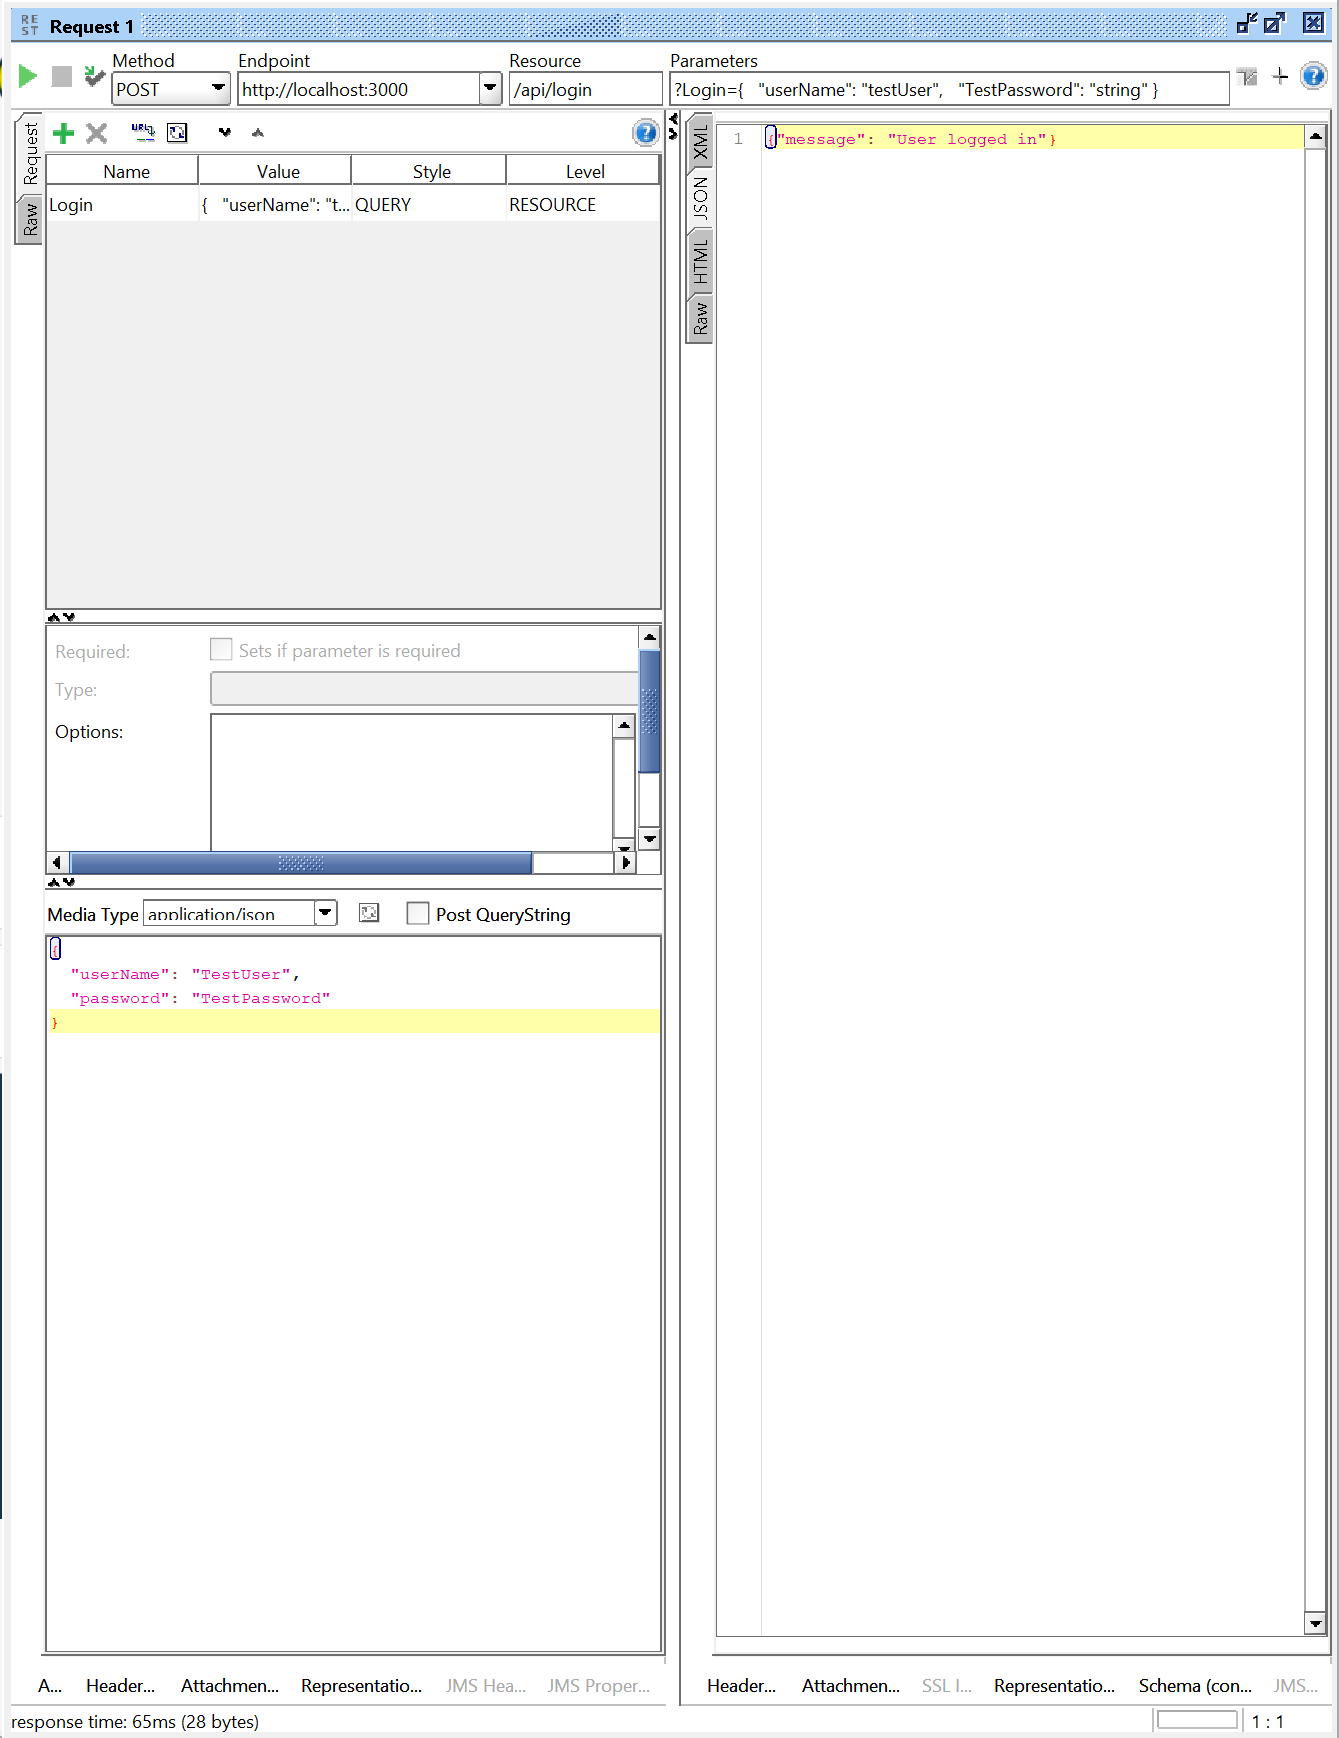 REST Request 1
Method Endpoint Resource Parameters
POST http://localhost:3000 /api/login ?Login={   "userName": "testUser",   "TestPassword": "string" }
Request
Raw
URL
Name Value Style Level
Login {   "userName": "t... QUERY RESOURCE
Required: Sets if parameter is required
Type:
Options:
Media Type application/json Post QueryString
{
  "userName": "TestUser",
  "password": "TestPassword"
}
A... Header... Attachmen... Representatio... JMS Hea... JMS Proper...
XML
JSON
HTML
Raw
1 {"message": "User logged in"}
Header... Attachmen... SSL I... Representatio... Schema (con... JMS...
response time: 65ms (28 bytes)
1 : 1